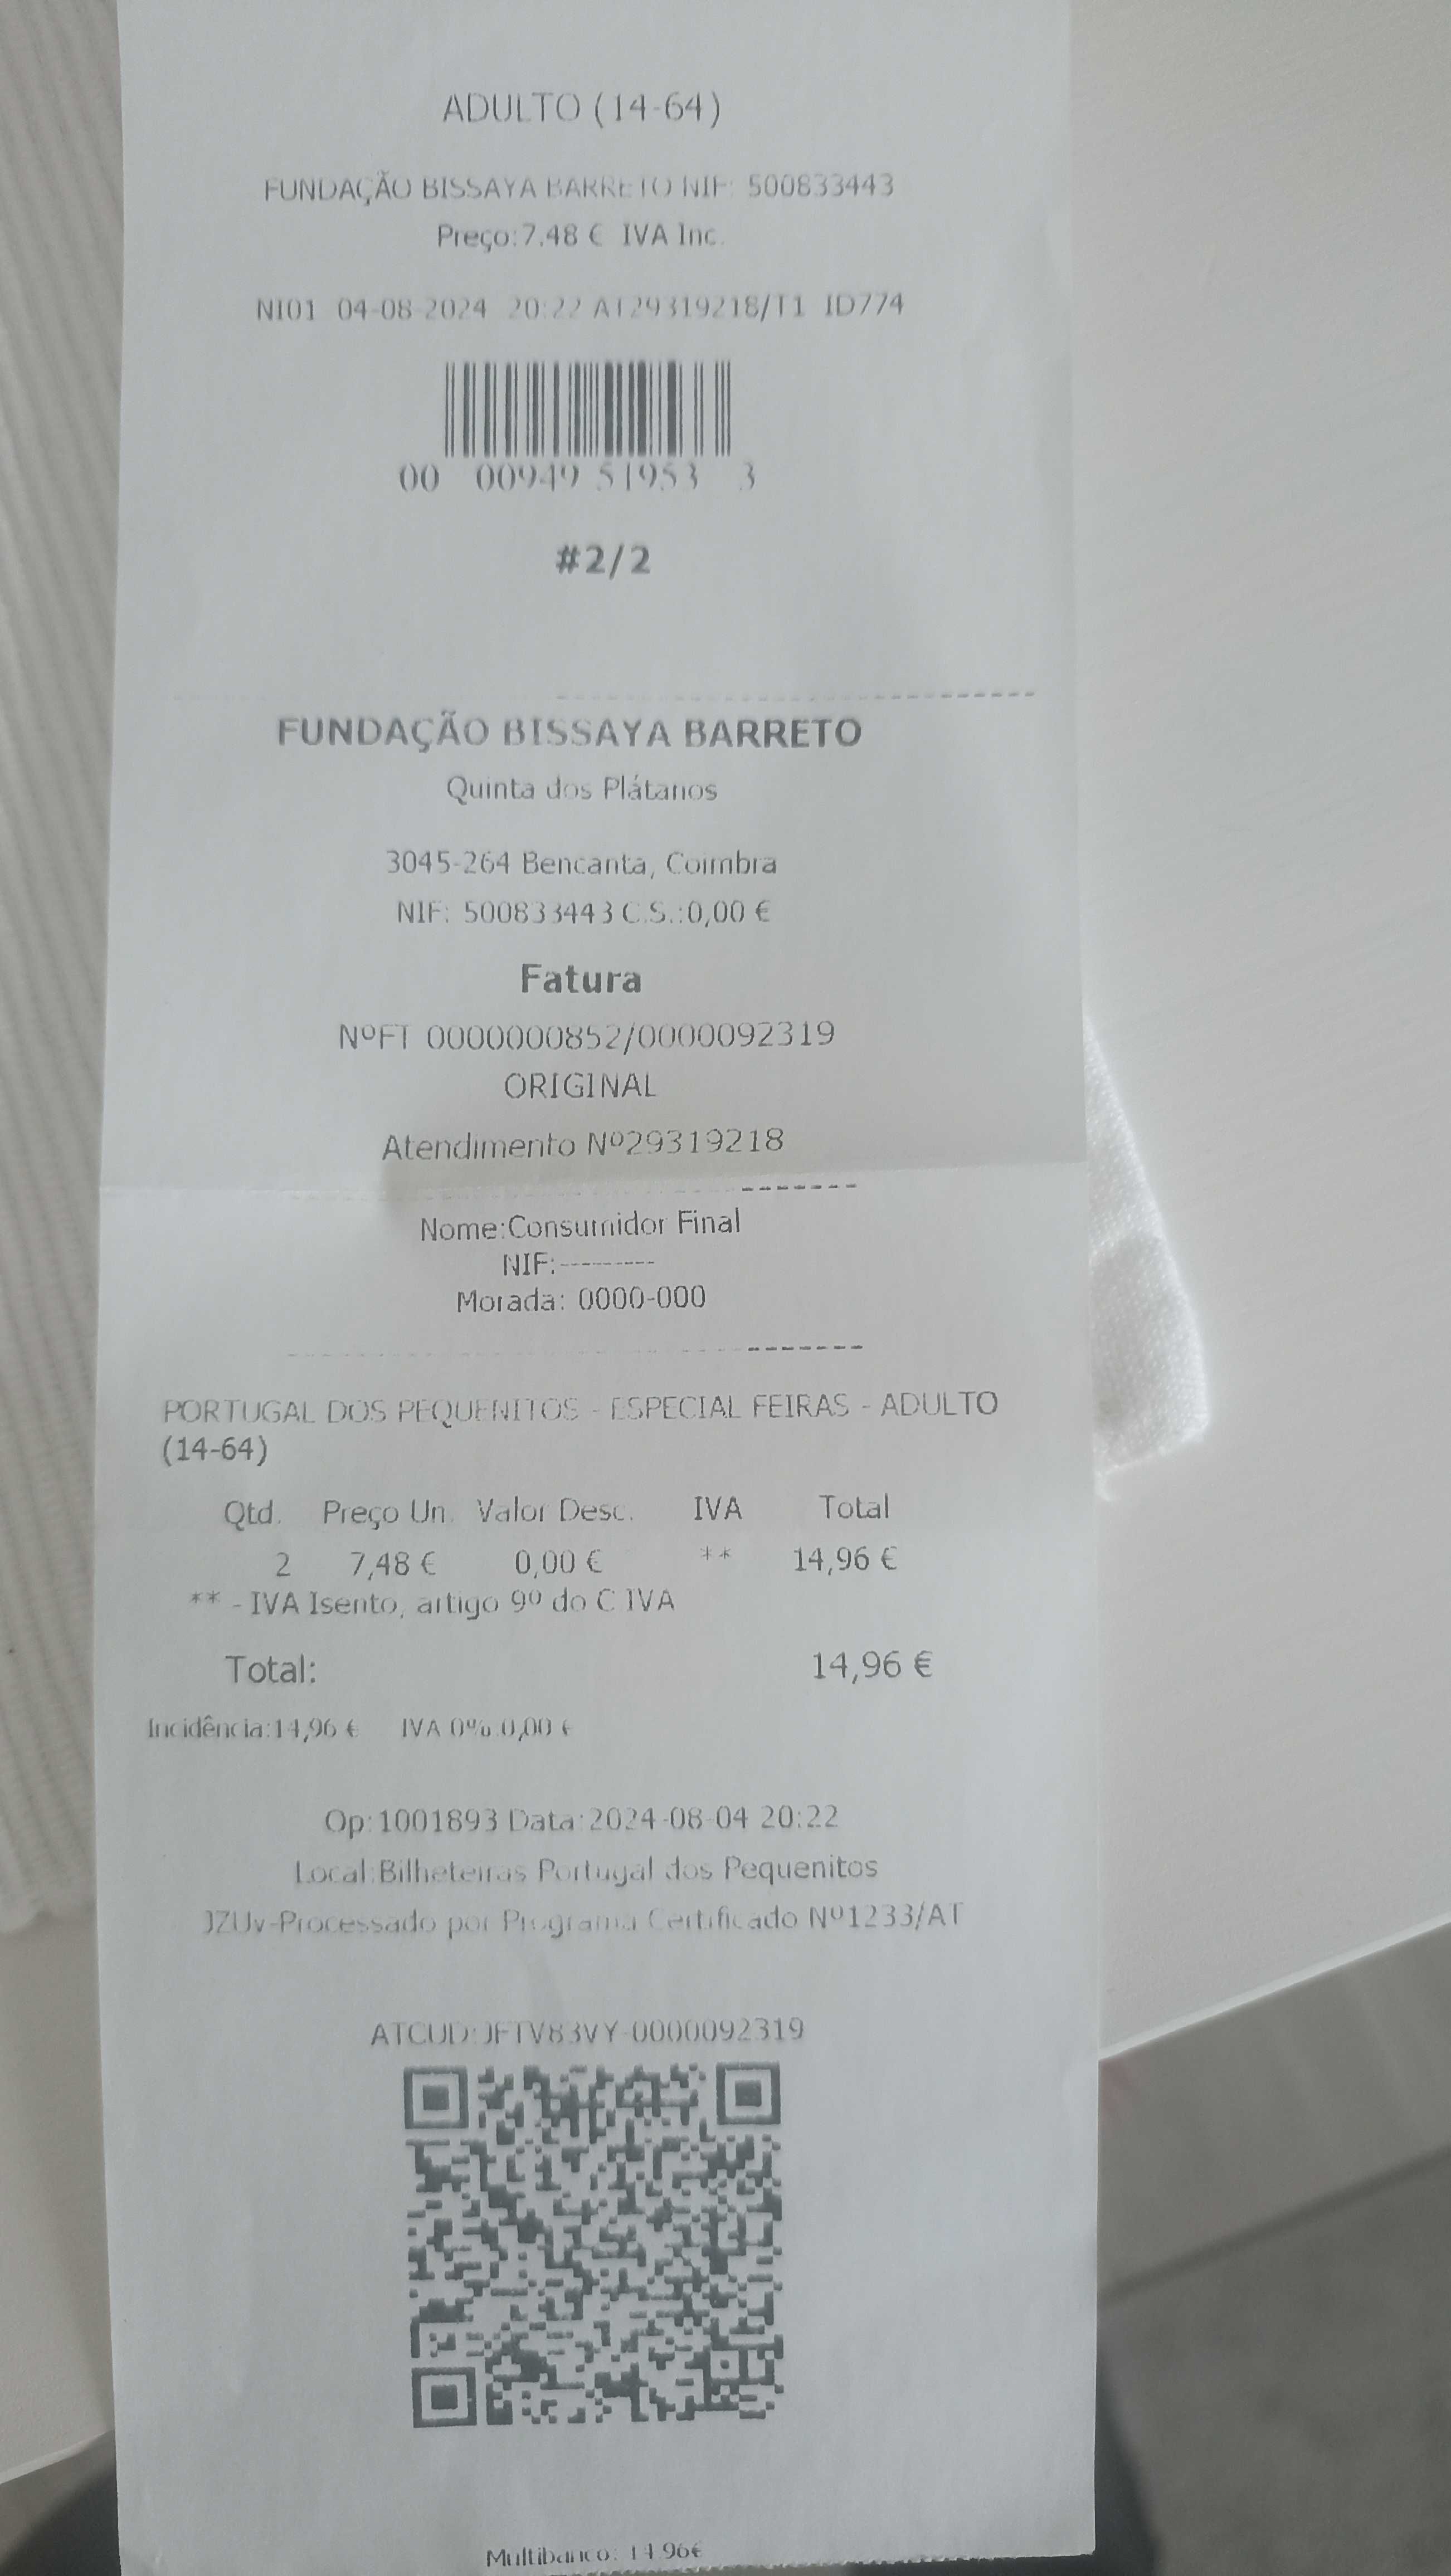 ADULTO (14-64)
FUNDAÇÃO BISSAYA BARRETO NIF: 500833443
Preço:7.48 € IVA Inc.
NI01 04-08-2024 20:22 AT29319218/T1 ID774
00 00949 51953 3
#2/2
FUNDAÇÃO BISSAYA BARRETO
Quinta dos Plátanos
3045-264 Bencanta, Coimbra
NIF: 500833443 C.S.:0,00 €
Fatura
NºFT 0000000852/0000092319
ORIGINAL
Atendimento Nº29319218
Nome:Consumidor Final
NIF:---------
Morada: 0000-000
PORTUGAL DOS PEQUENITOS - ESPECIAL FEIRAS - ADULTO
(14-64)
Qtd. Preço Un. Valor Desc. IVA Total
2 7,48 € 0,00 € ** 14,96 €
** - IVA Isento, artigo 9º do C IVA
Total: 14,96 €
Incidência:14,96 € IVA 0%:0,00 €
Op:1001893 Data:2024-08-04 20:22
Local:Bilheteiras Portugal dos Pequenitos
JZUv-Processado por Programa Certificado Nº1233/AT
ATCUD:JFTV83VY-0000092319
Multibanco: 14.96€